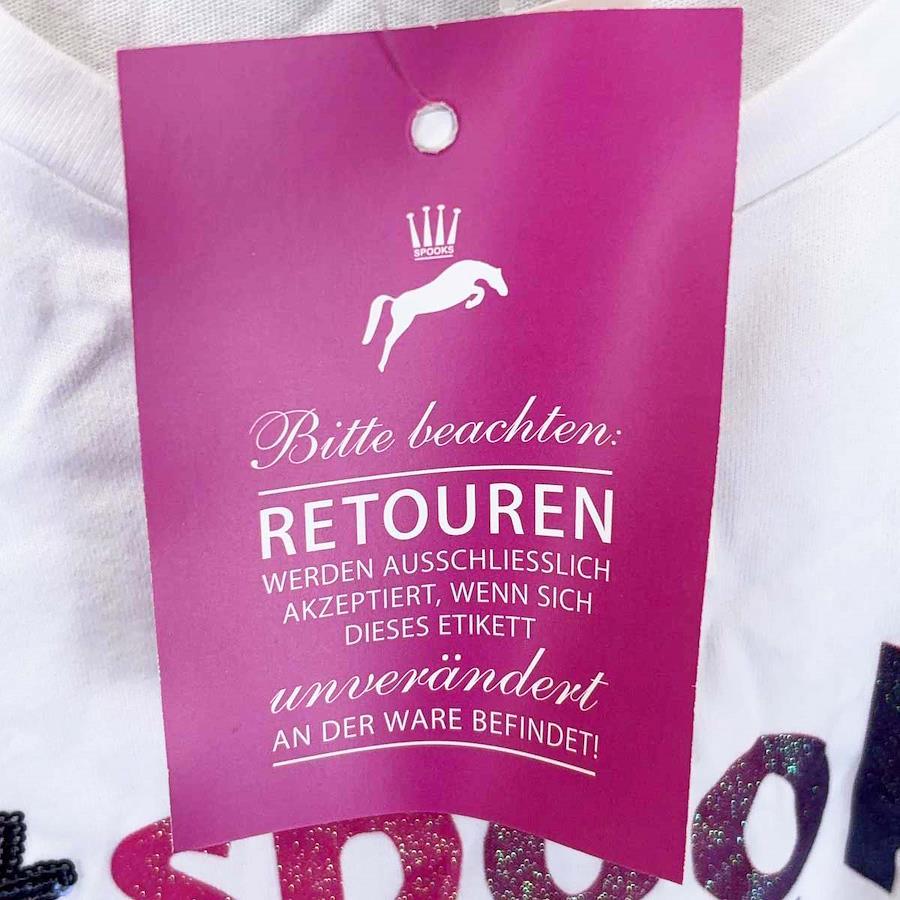 SPOOKS
Bitte beachten:
RETOUREN
WERDEN AUSSCHLIESSLICH
AKZEPTIERT, WENN SICH
DIESES ETIKETT
unverändert
AN DER WARE BEFINDET!